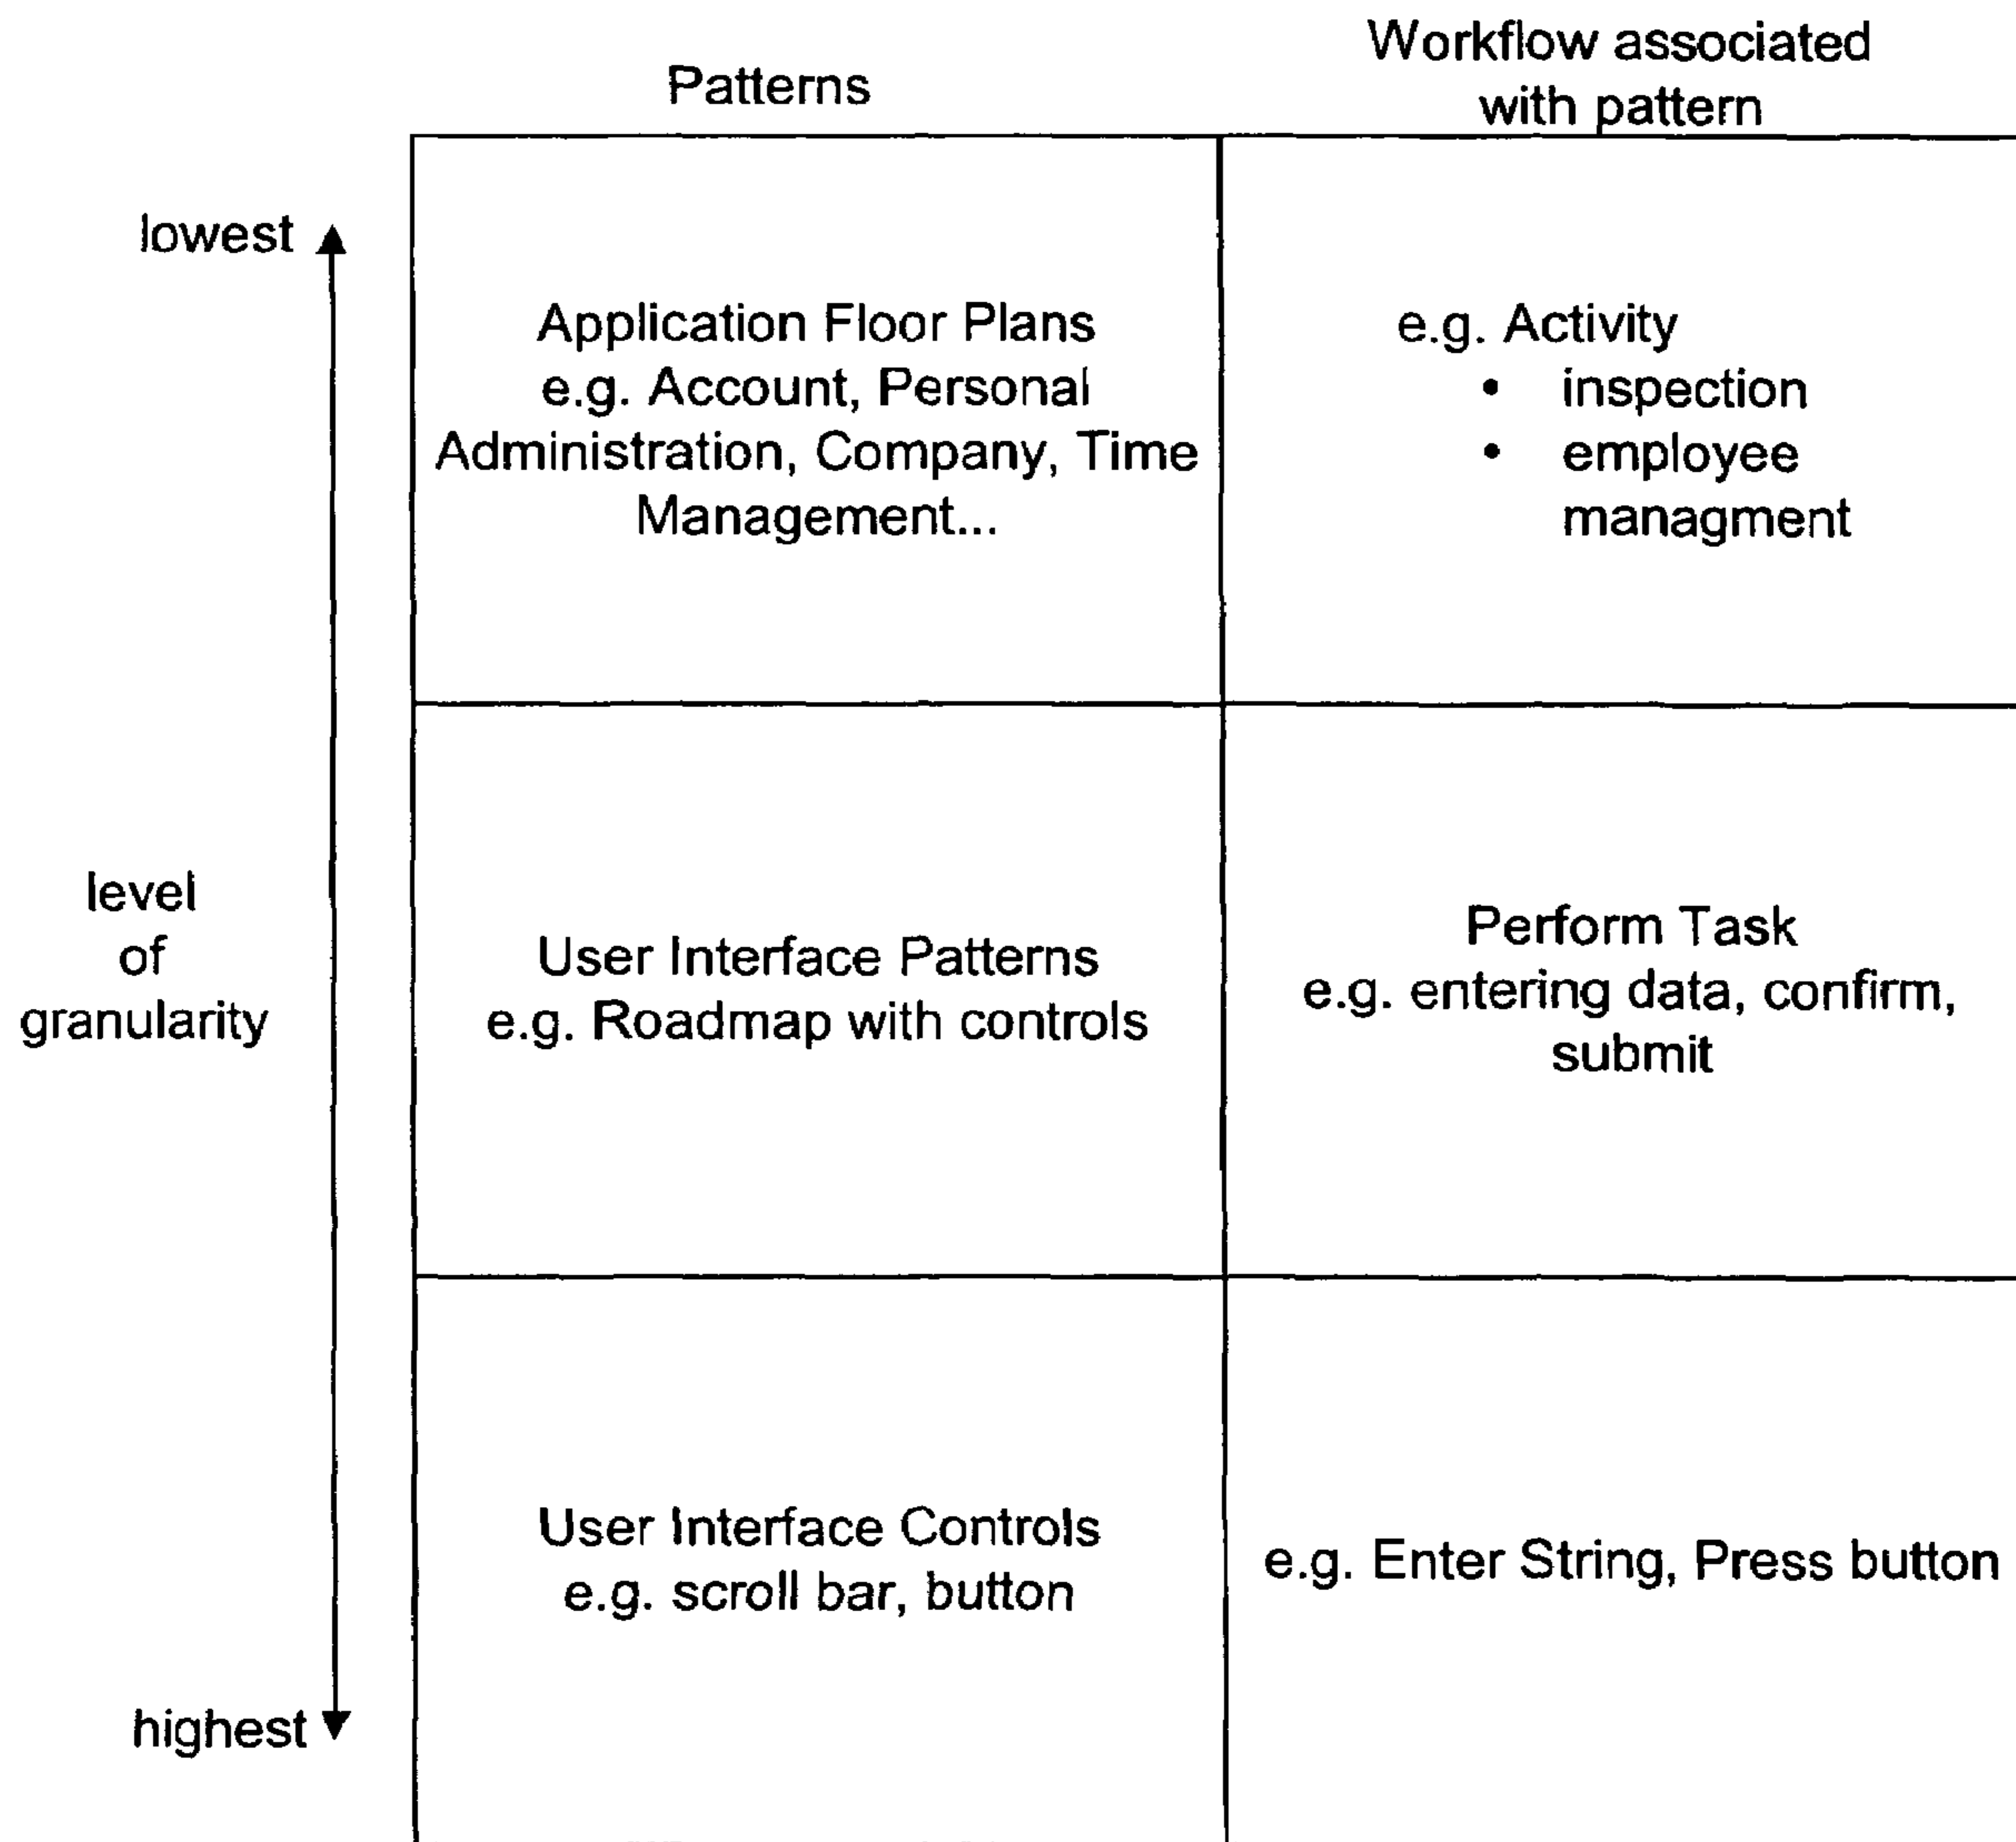 Patterns
Workflow associated
with pattern
lowest
Application Floor Plans
e.g. Account, Personal
Administration, Company, Time
Management...
e.g. Activity
• inspection
• employee
managment
level
of
granularity
User Interface Patterns
e.g. Roadmap with controls
Perform Task
e.g. entering data, confirm,
submit
User Interface Controls
e.g. scroll bar, button
e.g. Enter String, Press button
highest